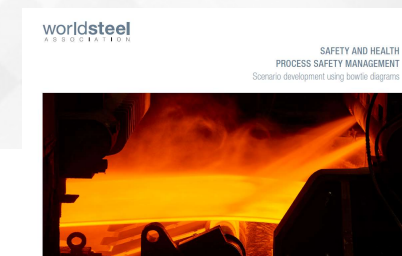 worldsteel
ASSOCIATION
SAFETY AND HEALTH
PROCESS SAFETY MANAGEMENT
Scenario development using bowtie diagrams